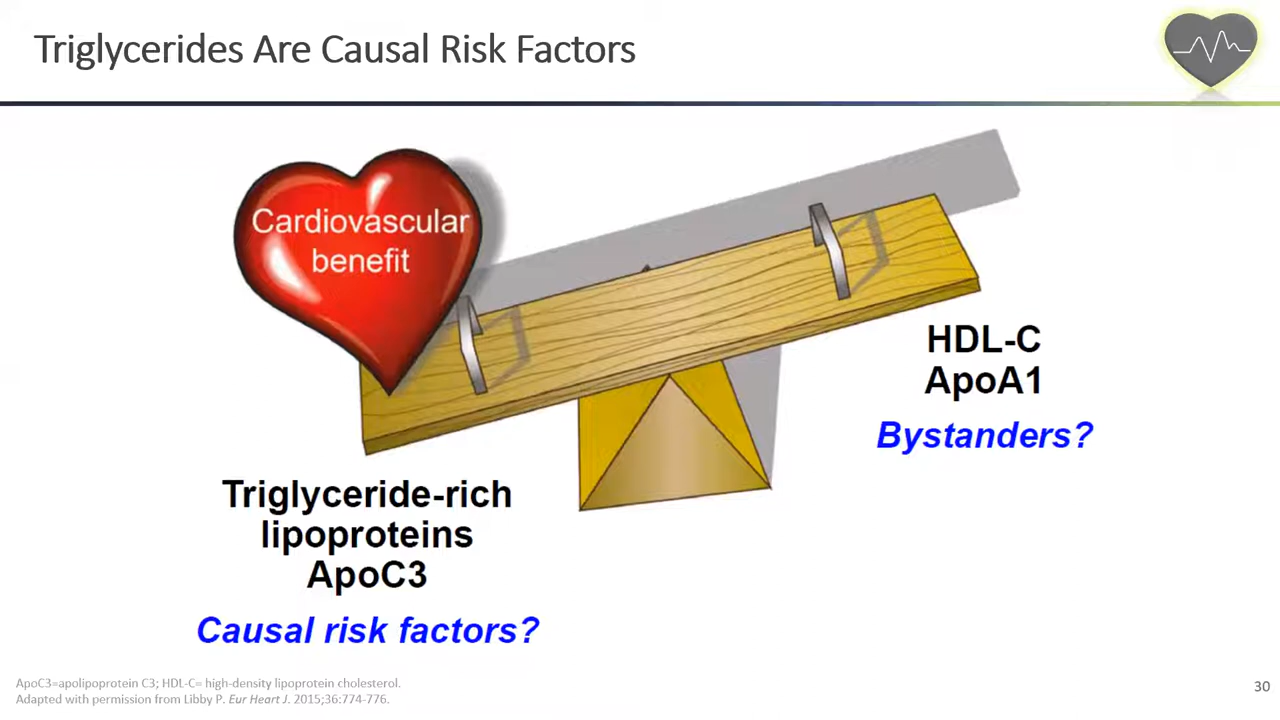 Triglycerides Are Causal Risk Factors
Cardiovascular
benefit
HDL-C
ApoA1
Bystanders?
Triglyceride-rich
lipoproteins
ApoC3
Causal risk factors?
ApoC3=apolipoprotein C3; HDL-C= high-density lipoprotein cholesterol.
Adapted with permission from Libby P. Eur Heart J. 2015;36:774-776.
30